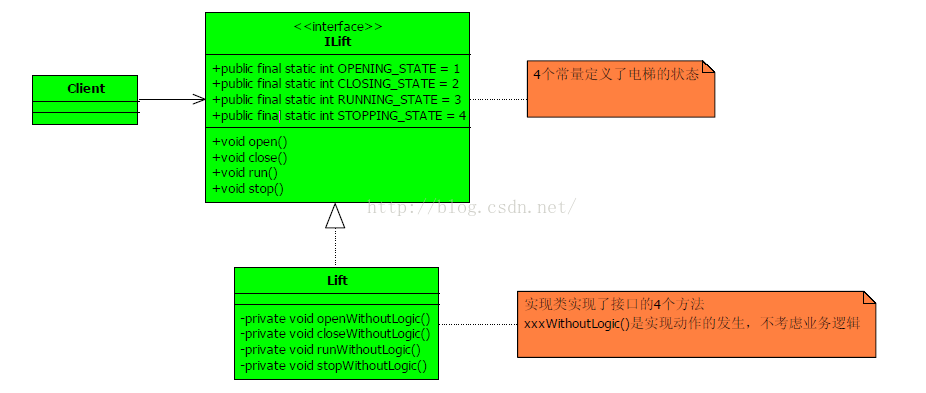 <<interface>>
ILift
+public final static int OPENING_STATE = 1
+public final static int CLOSING_STATE = 2
+public final static int RUNNING_STATE = 3
+public final static int STOPPING_STATE = 4
+void open()
+void close()
+void run()
+void stop()
Client
4个常量定义了电梯的状态
http://blog.csdn.net/
Lift
-private void openWithoutLogic()
-private void closeWithoutLogic()
-private void runWithoutLogic()
-private void stopWithoutLogic()
实现类实现了接口的4个方法
xxxWithoutLogic()是实现动作的发生，不考虑业务逻辑